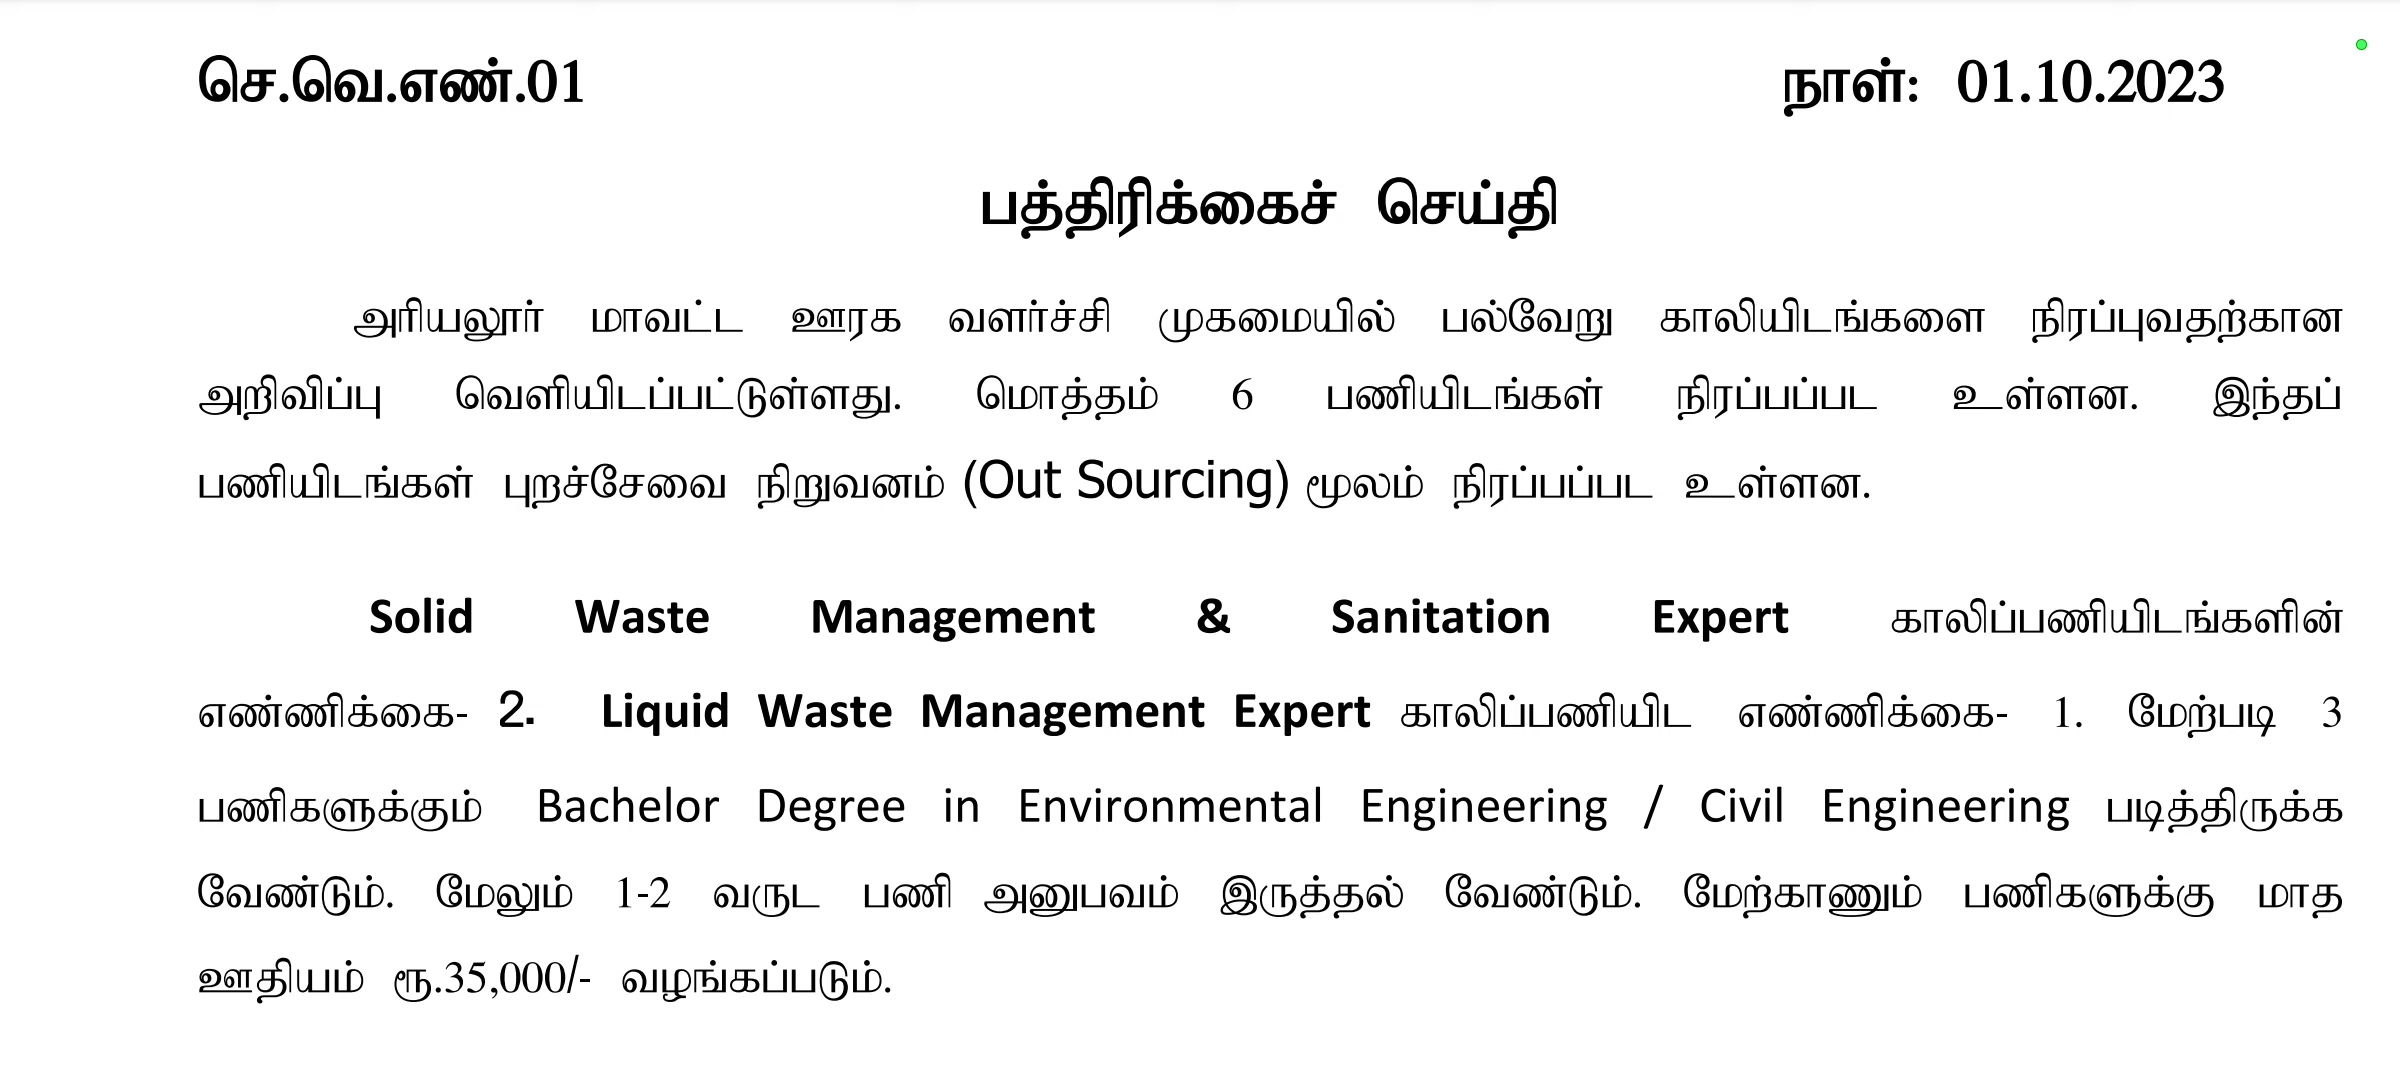 செ.வெ.எண்.01 நாள்: 01.10.2023
பத்திரிக்கைச் செய்தி
அரியலூர் மாவட்ட ஊரக வளர்ச்சி முகமையில் பல்வேறு காலியிடங்களை நிரப்புவதற்கான
அறிவிப்பு வெளியிடப்பட்டுள்ளது. மொத்தம் 6 பணியிடங்கள் நிரப்பப்பட உள்ளன. இந்தப்
பணியிடங்கள் புறச்சேவை நிறுவனம் (Out Sourcing) மூலம் நிரப்பப்பட உள்ளன.
Solid Waste Management & Sanitation Expert காலிப்பணியிடங்களின்
எண்ணிக்கை- 2. Liquid Waste Management Expert காலிப்பணியிட எண்ணிக்கை- 1. மேற்படி 3
பணிகளுக்கும் Bachelor Degree in Environmental Engineering / Civil Engineering படித்திருக்க
வேண்டும். மேலும் 1-2 வருட பணி அனுபவம் இருத்தல் வேண்டும். மேற்காணும் பணிகளுக்கு மாத
ஊதியம் ரூ.35,000/- வழங்கப்படும்.